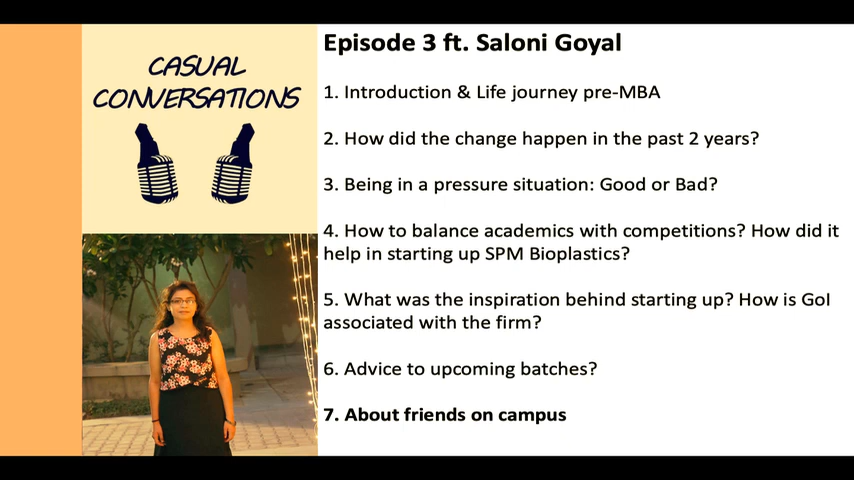 CASUAL
CONVERSATIONS
Episode 3 ft. Saloni Goyal
1. Introduction & Life journey pre-MBA
2. How did the change happen in the past 2 years?
3. Being in a pressure situation: Good or Bad?
4. How to balance academics with competitions? How did it
help in starting up SPM Bioplastics?
5. What was the inspiration behind starting up? How is GoI
associated with the firm?
6. Advice to upcoming batches?
7. About friends on campus